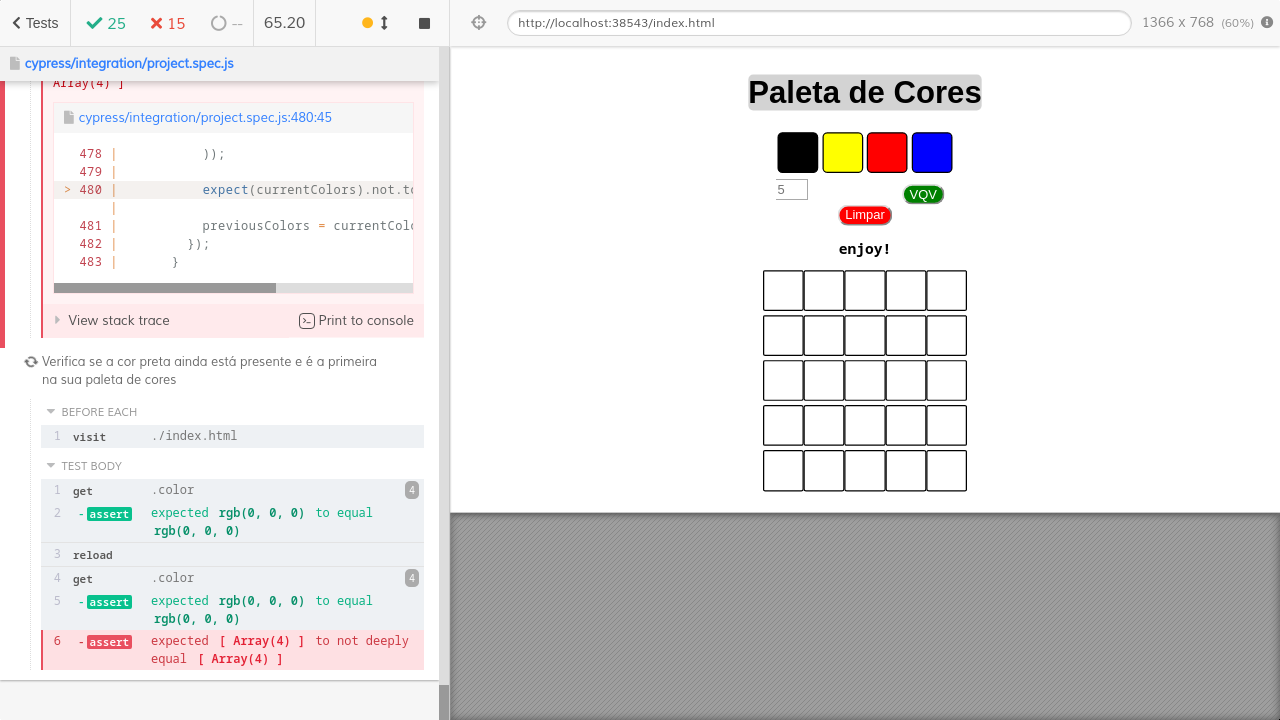 Tests
25
15
--
65.20
http://localhost:38543/index.html
1366 x 768 (60%)
cypress/integration/project.spec.js
Array(4) ]
cypress/integration/project.spec.js:480:45
478 | ));
479 |
> 480 | expect(currentColors).not.to
|
481 | previousColors = currentColo
482 | });
483 | }
View stack trace
Print to console
Verifica se a cor preta ainda está presente e é a primeira
na sua paleta de cores
BEFORE EACH
1 visit ./index.html
TEST BODY
1 get .color 4
2 -assert expected rgb(0, 0, 0) to equal
rgb(0, 0, 0)
3 reload
4 get .color 4
5 -assert expected rgb(0, 0, 0) to equal
rgb(0, 0, 0)
6 -assert expected [ Array(4) ] to not deeply
equal [ Array(4) ]
Paleta de Cores
5
VQV
Limpar
enjoy!